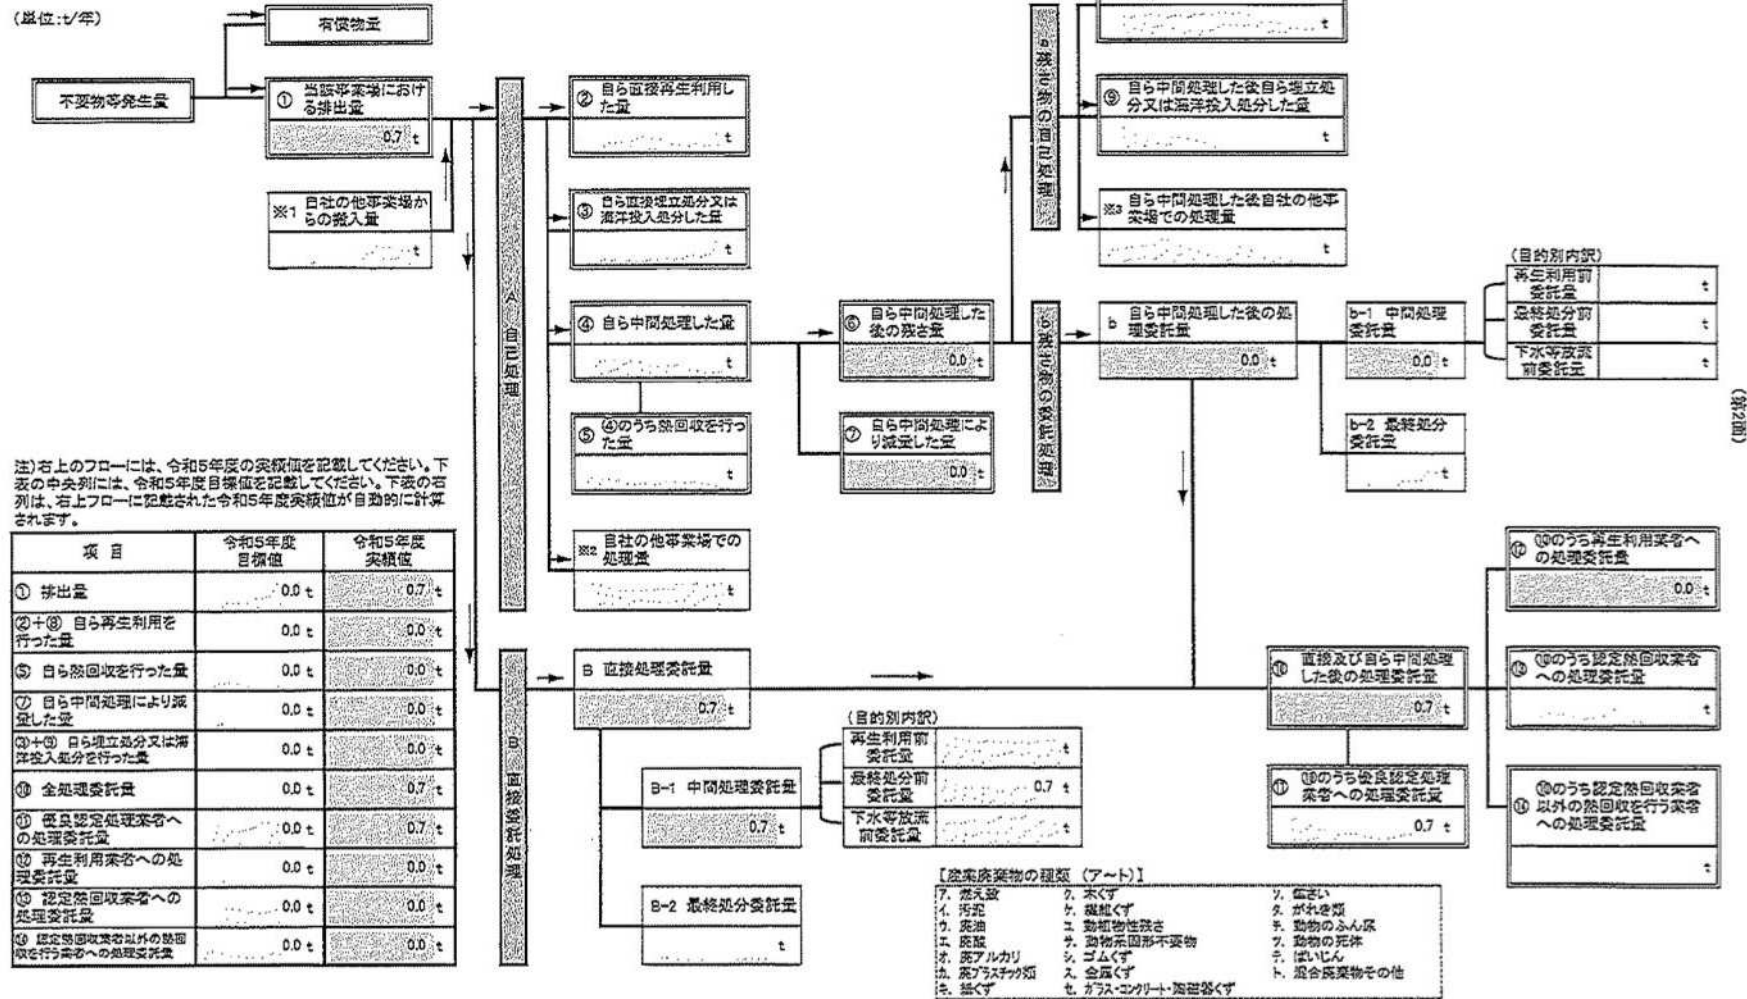 (単位:t/年)
有償物量
不要物等発生量
① 当該事業場におけ
る排出量
0.7 t
※1 自社の他事業場か
らの搬入量
t
A 自己処理
② 自ら直接再生利用し
た量
t
③ 自ら直接埋立処分又は
海洋投入処分した量
t
④ 自ら中間処理した量
t
⑤ ④のうち熱回収を行っ
た量
t
※2 自社の他事業場での
処理量
t
⑥ 自ら中間処理した
後の残さ量
0.0 t
⑦ 自ら中間処理によ
り減量した量
0.0 t
a 残さ物の自己処理
t
⑨ 自ら中間処理した後自ら埋立処
分又は海洋投入処分した量
t
※3 自ら中間処理した後自社の他事
業場での処理量
t
b 残さ物の委託処理
b 自ら中間処理した後の処
理委託量
0.0 t
b-1 中間処理
委託量
0.0 t
b-2 最終処分
委託量
t
(目的別内訳)
再生利用前
委託量
t
最終処分前
委託量
t
下水等放流
前委託量
t
(第2面)
注)右上のフローには、令和5年度の実績値を記載してください。下
表の中央列には、令和5年度目標値を記載してください。下表の右
列は、右上フローに記載された令和5年度実績値が自動的に計算
されます。
項 目 令和5年度 目標値 令和5年度 実績値
① 排出量 0.0 t 0.7 t
②+⑧ 自ら再生利用を
行った量 0.0 t 0.0 t
⑤ 自ら熱回収を行った量 0.0 t 0.0 t
⑦ 自ら中間処理により減
量した量 0.0 t 0.0 t
③+⑨ 自ら埋立処分又は海
洋投入処分を行った量 0.0 t 0.0 t
⑩ 全処理委託量 0.0 t 0.7 t
⑪ 優良認定処理業者へ
の処理委託量 0.0 t 0.7 t
⑫ 再生利用業者への処
理委託量 0.0 t 0.0 t
⑬ 認定熱回収業者への
処理委託量 0.0 t 0.0 t
⑭ 認定熱回収業者以外の熱回
収を行う業者への処理委託量 0.0 t 0.0 t
B 直接委託処理
B 直接処理委託量
0.7 t
B-1 中間処理委託量
0.7 t
B-2 最終処分委託量
t
(目的別内訳)
再生利用前
委託量
t
最終処分前
委託量
0.7 t
下水等放流
前委託量
t
⑩ 直接及び自ら中間処理
した後の処理委託量
0.7 t
⑪ ⑩のうち優良認定処理
業者への処理委託量
0.7 t
⑫ ⑩のうち再生利用業者へ
の処理委託量
0.0 t
⑬ ⑩のうち認定熱回収業者
への処理委託量
t
⑭ ⑩のうち認定熱回収業者
以外の熱回収を行う業者
への処理委託量
t
【産業廃棄物の種類 (ア~ト)】
ア. 燃え殻 ク. 木くず ソ. 鉱さい
イ. 汚泥 ケ. 繊維くず タ. がれき類
ウ. 廃油 コ. 動植物性残さ チ. 動物のふん尿
エ. 廃酸 サ. 動物系固形不要物 ツ. 動物の死体
オ. 廃アルカリ シ. ゴムくず テ. ばいじん
カ. 廃プラスチック類 ス. 金属くず ト. 混合廃棄物その他
キ. 紙くず セ. ガラス・コンクリート・陶磁器くず